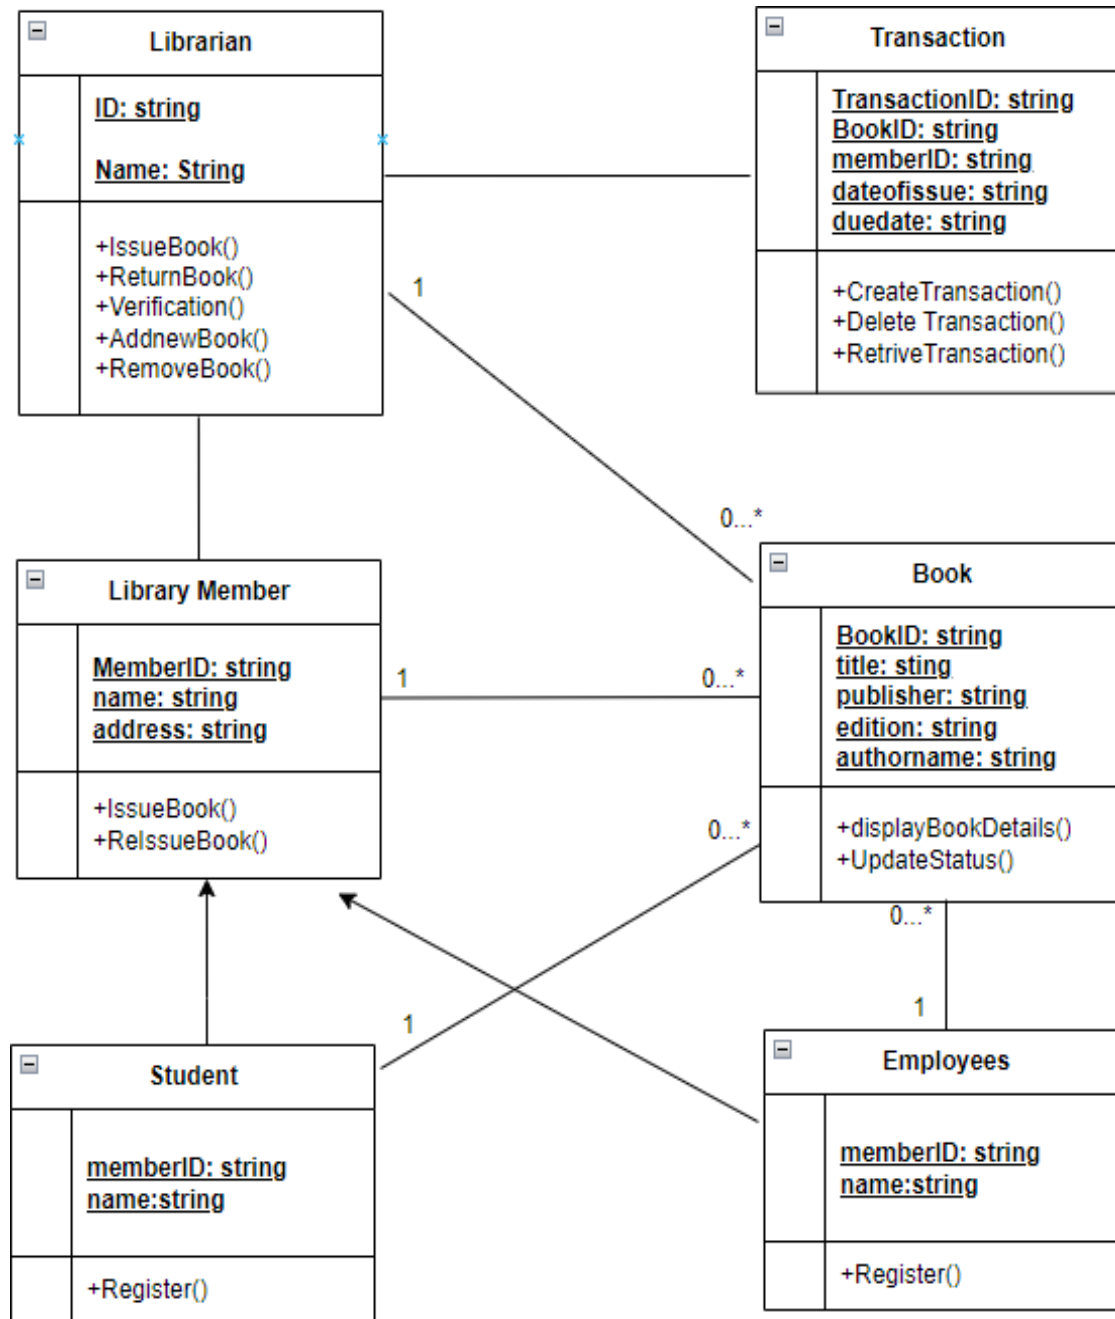 Librarian
ID: string
Name: String
+IssueBook()
+ReturnBook()
+Verification()
+AddnewBook()
+RemoveBook()
Transaction
TransactionID: string
BookID: string
memberID: string
dateofissue: string
duedate: string
+CreateTransaction()
+Delete Transaction()
+RetriveTransaction()
1
0...*
Library Member
MemberID: string
name: string
address: string
+IssueBook()
+ReIssueBook()
1
0...*
Book
BookID: string
title: sting
publisher: string
edition: string
authorname: string
+displayBookDetails()
+UpdateStatus()
0...*
1
0...*
1
Student
memberID: string
name:string
+Register()
Employees
memberID: string
name:string
+Register()